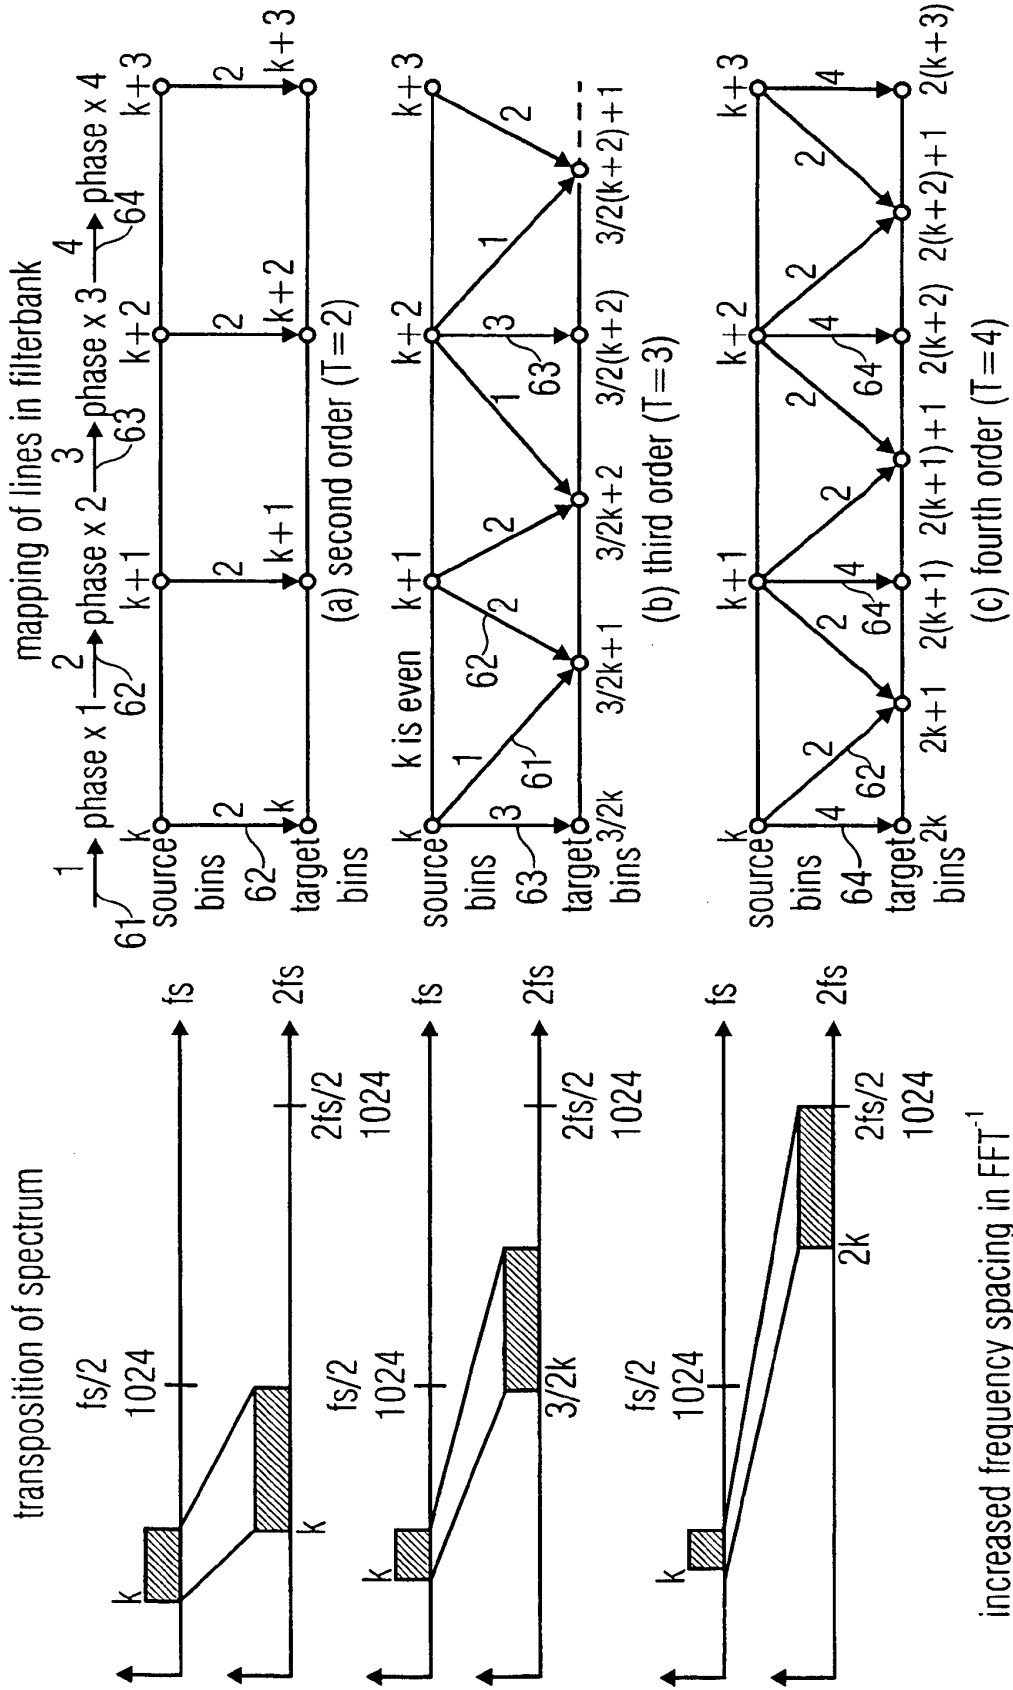 transposition of spectrum
k
fs/2
1024
fs
k
2fs/2
1024
2fs
k
fs/2
1024
fs
3/2k
2fs/2
1024
2fs
k
fs/2
1024
fs
2k
2fs/2
1024
2fs
increased frequency spacing in FFT⁻¹
mapping of lines in filterbank
1 phase x 1 2 phase x 2 3 phase x 3 4 phase x 4
61 62 63 64
k k+1 k+2 k+3
source
bins
2 2 2 2
62
target
bins
k k+1 k+2 k+3
(a) second order (T=2)
k is even
k k+1 k+2 k+3
source
bins
3 1 2 2 1 3 1 2
63 61 62 63
target
bins
3/2k 3/2k+1 3/2k+2 3/2(k+2) 3/2(k+2)+1
(b) third order (T=3)
k k+1 k+2 k+3
source
bins
4 2 2 4 2 2 4 2 2 4
64 62 64 64
target
bins
2k 2k+1 2(k+1) 2(k+1)+1 2(k+2) 2(k+2)+1 2(k+3)
(c) fourth order (T=4)